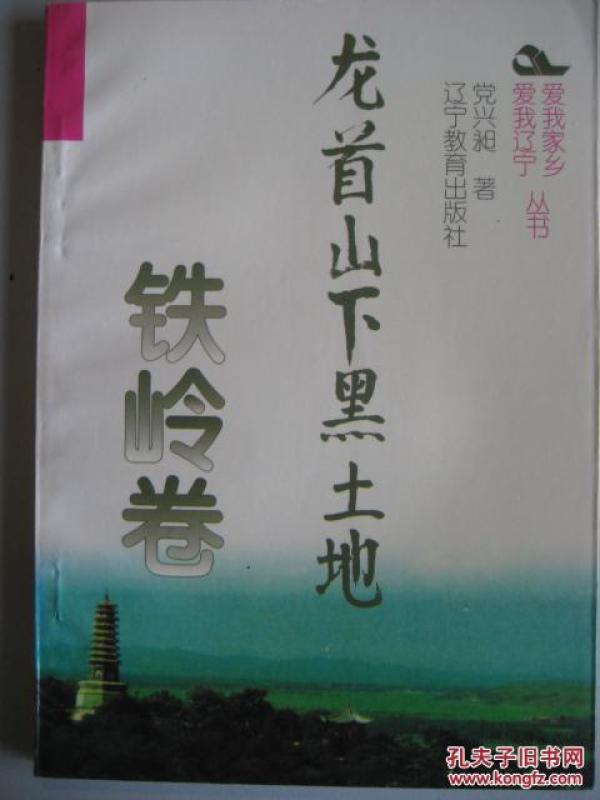 爱我家乡
爱我辽宁 丛书
党兴昶 著
辽宁教育出版社
龙首山下黑土地
铁岭卷
孔夫子旧书网
www.kongfz.com